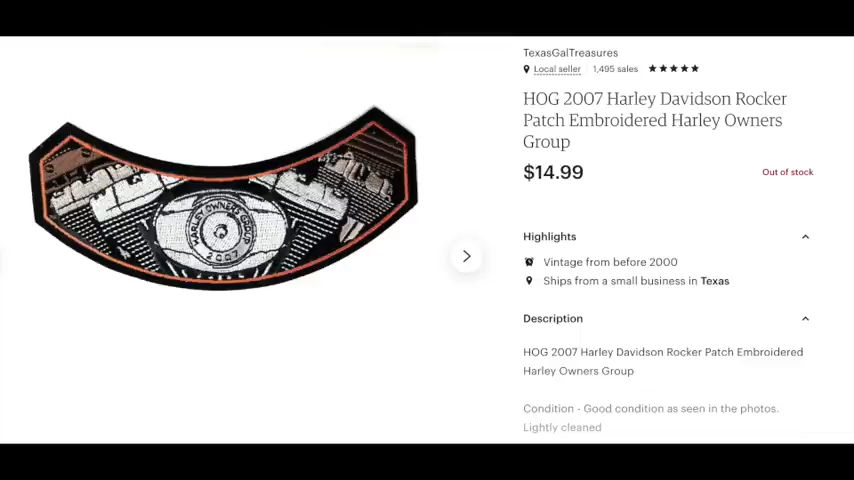 TexasGalTreasures
Local seller 1,495 sales ★★★★★
HOG 2007 Harley Davidson Rocker
Patch Embroidered Harley Owners
Group
$14.99
Out of stock
Highlights
Vintage from before 2000
Ships from a small business in Texas
Description
HOG 2007 Harley Davidson Rocker Patch Embroidered
Harley Owners Group
Condition - Good condition as seen in the photos.
Lightly cleaned
HARLEY OWNERS GROUP
2007